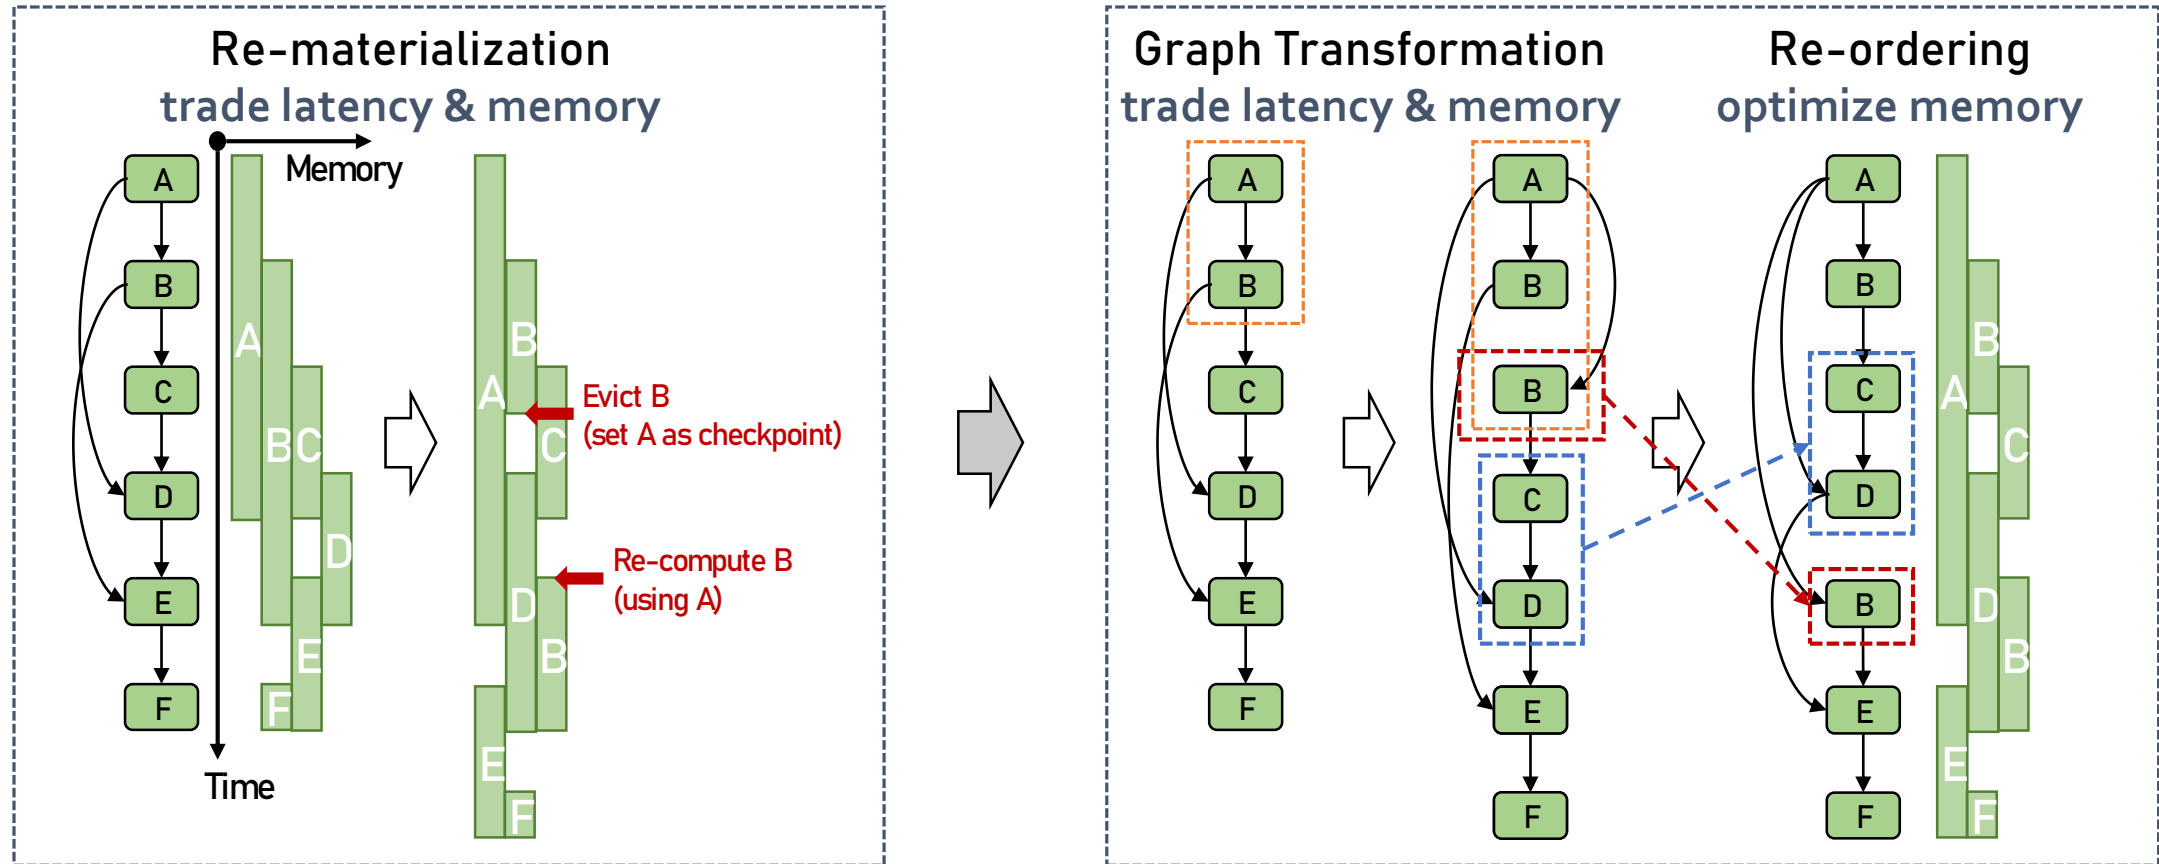 Re-materialization
trade latency & memory
Memory
A
B
C
D
E
F
Time
A
B
C
D
E
F
A
B
C
D
B
E
F
Evict B
(set A as checkpoint)
Re-compute B
(using A)
Graph Transformation
trade latency & memory
A
B
C
D
E
F
A
B
B
C
D
E
F
Re-ordering
optimize memory
A
B
C
D
B
E
F
B
A
C
D
B
E
F